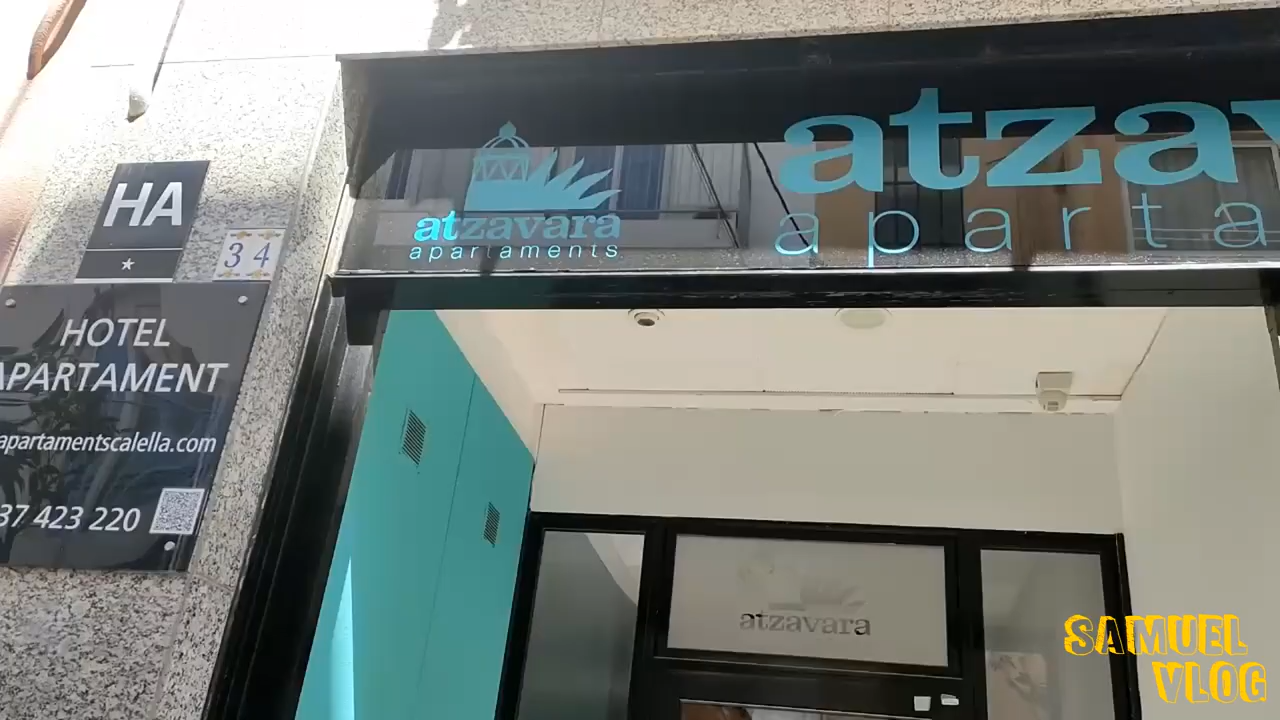 HA
34
HOTEL
APARTAMENT
apartamentscalella.com
37 423 220
atzavara
apartaments
atzav
aparta
atzavara
SAMUEL
VLOG